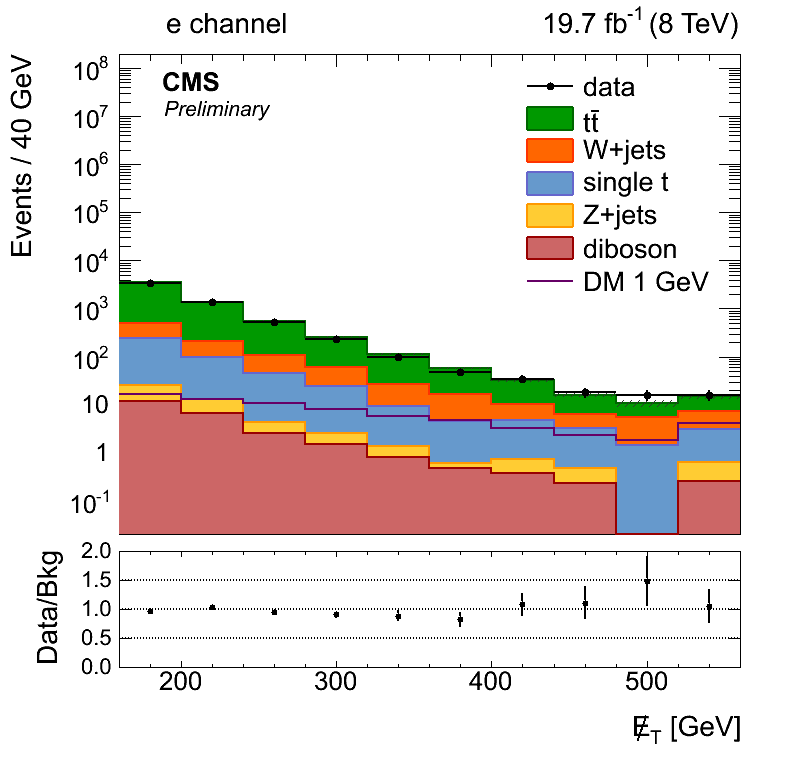 e channel 19.7 fb⁻¹ (8 TeV)
Events / 40 GeV
CMS
Preliminary
data
tt̄
W+jets
single t
Z+jets
diboson
DM 1 GeV
10⁸
10⁷
10⁶
10⁵
10⁴
10³
10²
10
1
10⁻¹
Data/Bkg
2.0
1.5
1.0
0.5
0.0
200 300 400 500
E̸_T [GeV]